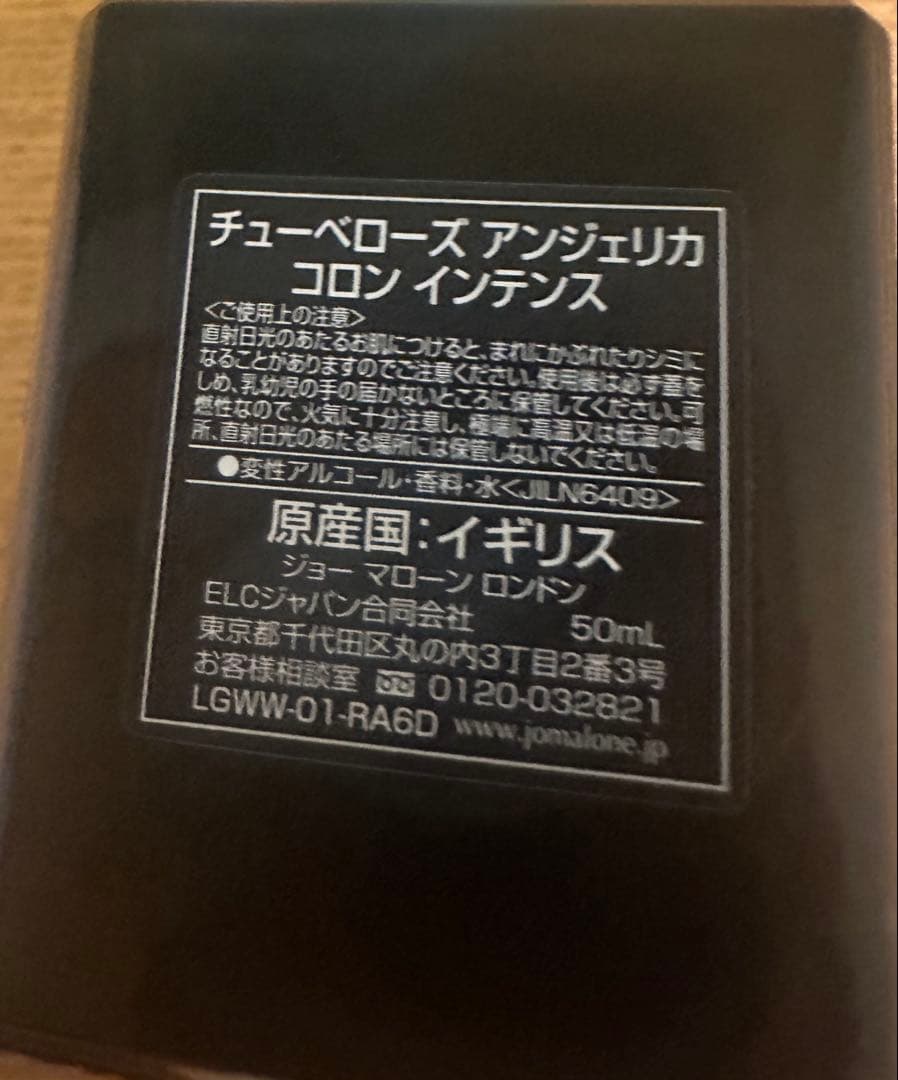 チューベローズ アンジェリカ
コロン インテンス
<ご使用上の注意>
直射日光のあたるお肌につけると、まれにかぶれたりシミに
なることがありますのでご注意ください。使用後は必ず蓋を
しめ、乳幼児の手の届かないところに保管してください。可
燃性なので、火気に十分注意し、極端に高温又は低温の場
所、直射日光のあたる場所には保管しないでください。
●変性アルコール・香料・水<JILN6409>
原産国:イギリス
ジョー マローン ロンドン
ELCジャパン合同会社 50mL
東京都千代田区丸の内3丁目2番3号
お客様相談室 0120-032821
LGWW-01-RA6D www.jomalone.jp